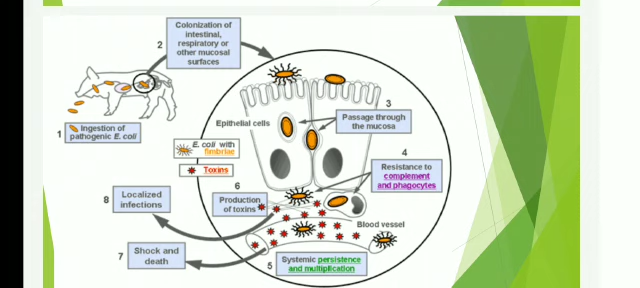 2
Colonization of
intestinal,
respiratory or
other mucosal
surfaces
1
Ingestion of
pathogenic E. coli
Epithelial cells
3
Passage through
the mucosa
E. coli with
fimbriae
Toxins
4
Resistance to
complement
and phagocytes
6
Production
of toxins
8
Localized
infections
Blood vessel
7
Shock and
death
5
Systemic persistence
and multiplication